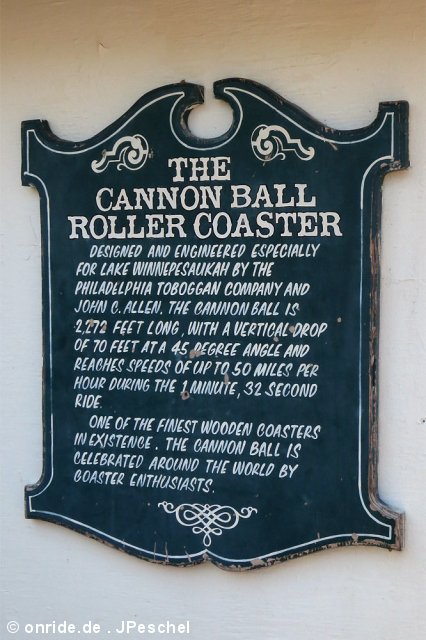 THE
CANNON BALL
ROLLER COASTER
DESIGNED AND ENGINEERED ESPECIALLY
FOR LAKE WINNEPESAUKAH BY THE
PHILADELPHIA TOBOGGAN COMPANY AND
JOHN C. ALLEN. THE CANNON BALL IS
2,272 FEET LONG, WITH A VERTICAL DROP
OF 70 FEET AT A 45 DEGREE ANGLE AND
REACHES SPEEDS OF UP TO 50 MILES PER
HOUR DURING THE 1 MINUTE, 32 SECOND
RIDE.
ONE OF THE FINEST WOODEN COASTERS
IN EXISTENCE. THE CANNON BALL IS
CELEBRATED AROUND THE WORLD BY
COASTER ENTHUSIASTS.
© onride.de . JPeschel